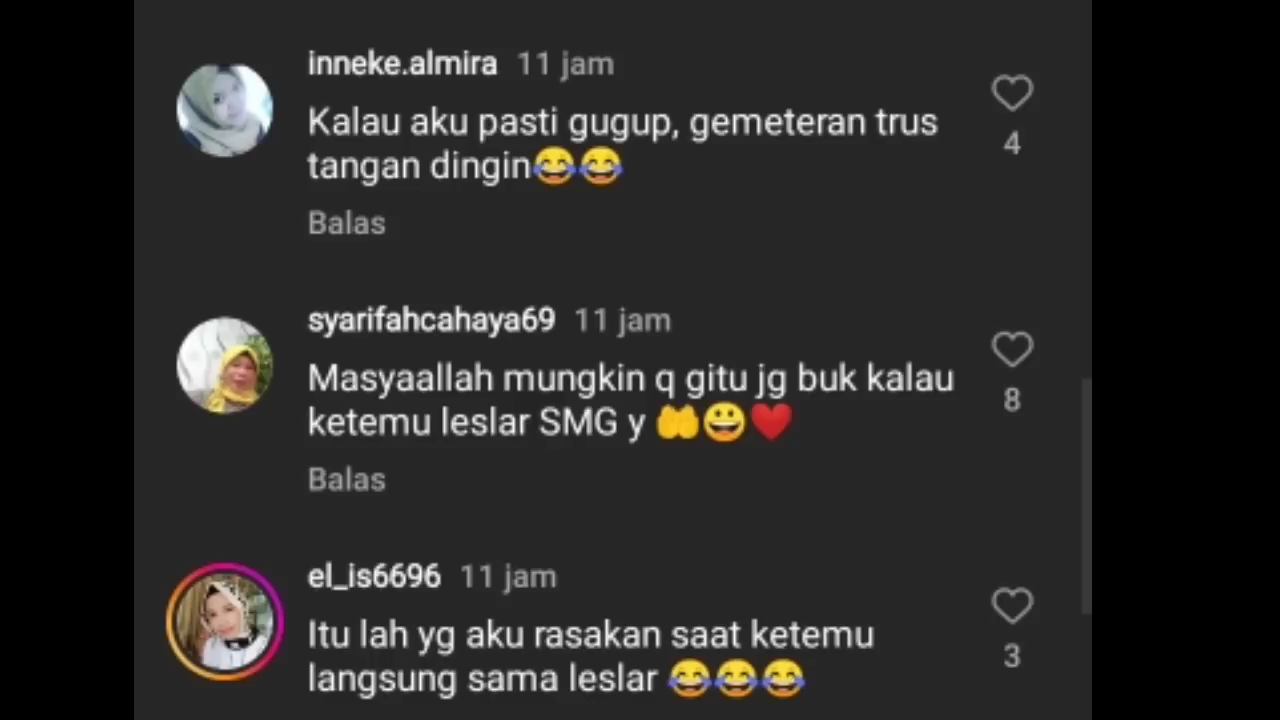 inneke.almira 11 jam
Kalau aku pasti gugup, gemeteran trus
tangan dingin😂😂
4
Balas
syarifahcahaya69 11 jam
Masyaallah mungkin q gitu jg buk kalau
ketemu leslar SMG y 🤲😀❤️
8
Balas
el_is6696 11 jam
Itu lah yg aku rasakan saat ketemu
langsung sama leslar 😂😂😂
3